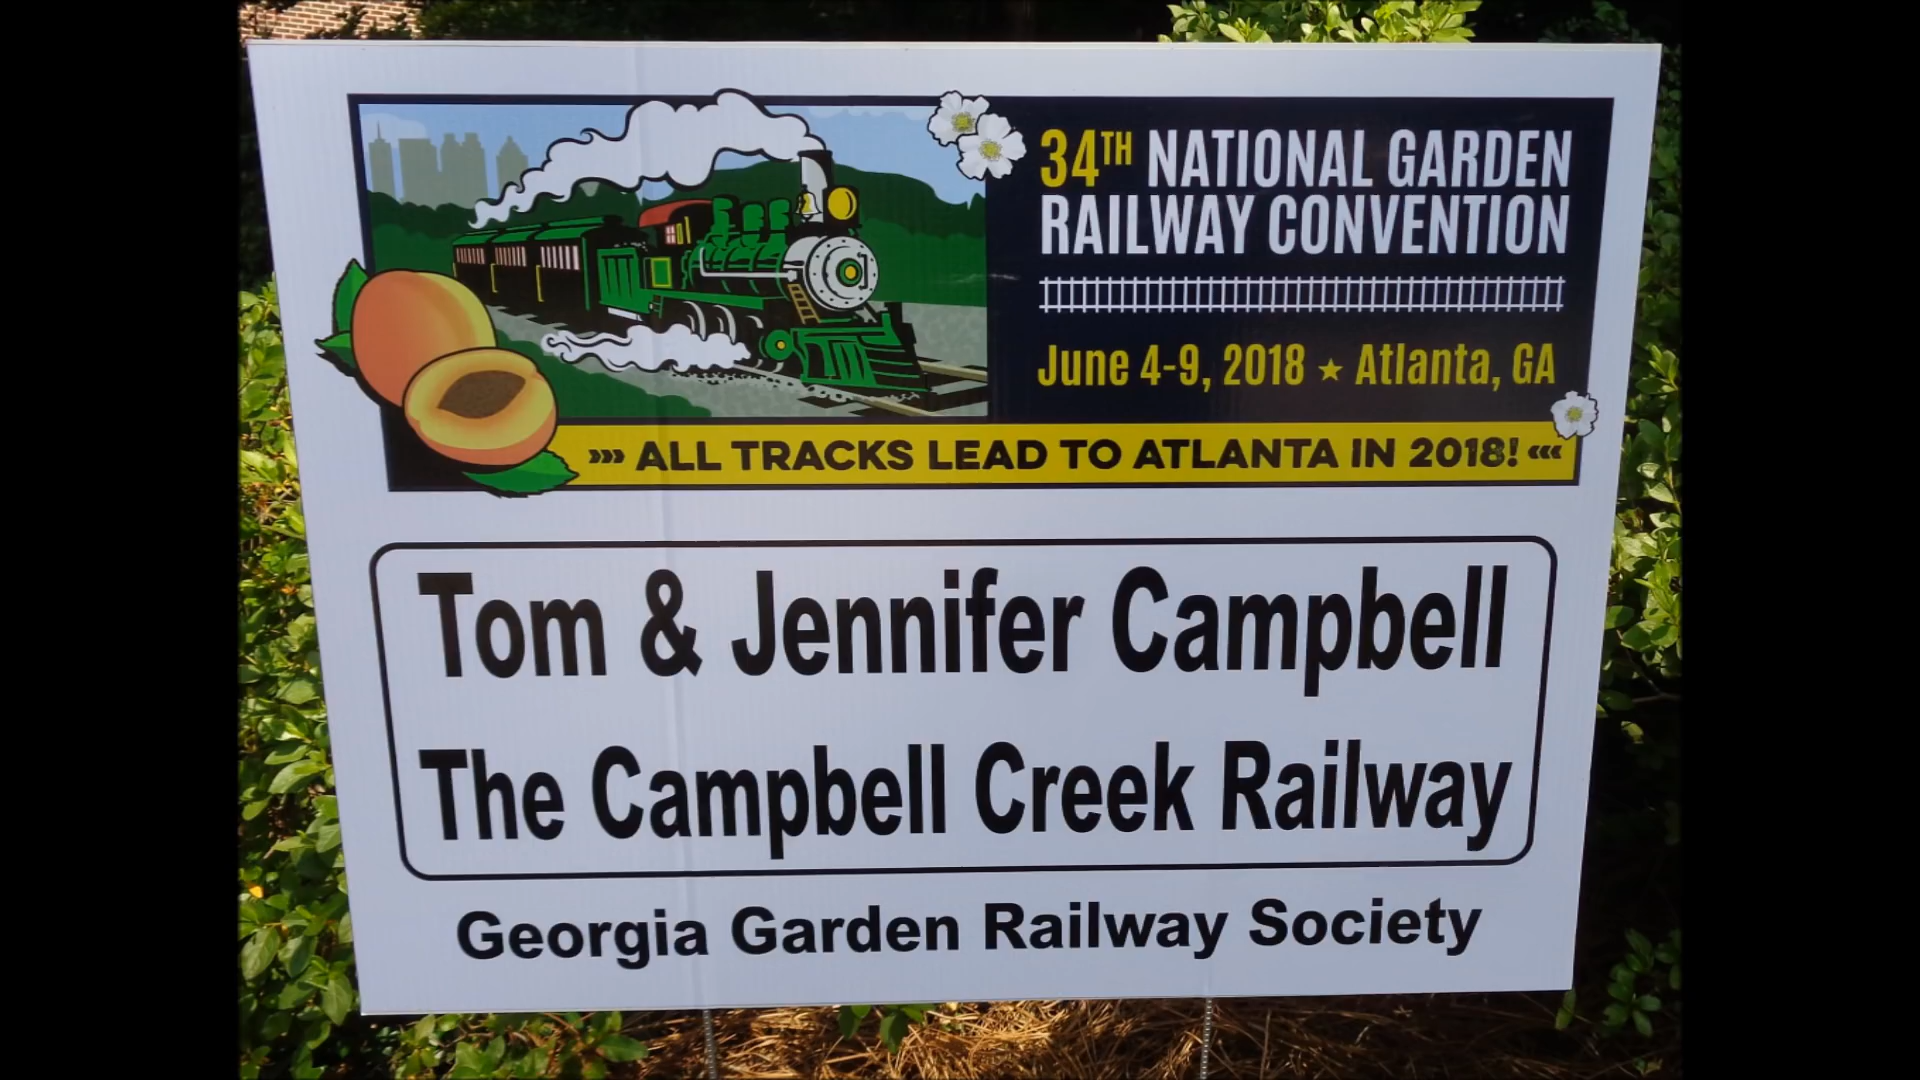 34TH NATIONAL GARDEN
RAILWAY CONVENTION
June 4-9, 2018 ★ Atlanta, GA
»» ALL TRACKS LEAD TO ATLANTA IN 2018! ««
Tom & Jennifer Campbell
The Campbell Creek Railway
Georgia Garden Railway Society